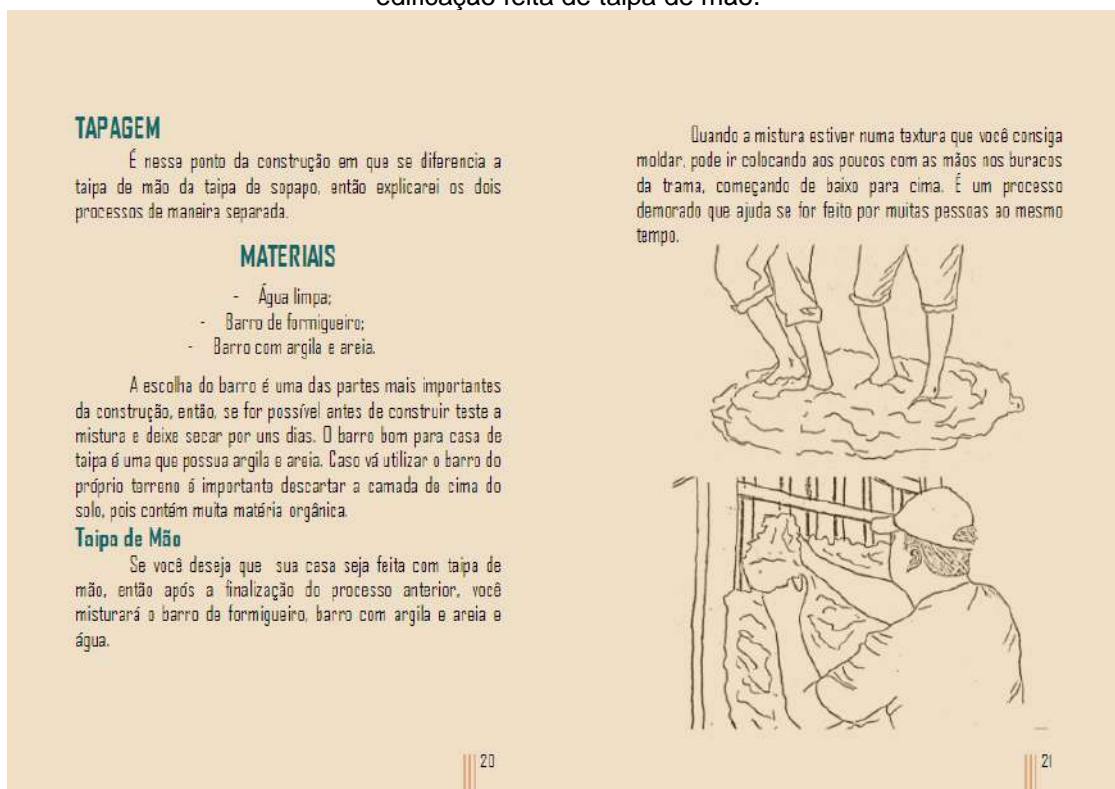 edificação feita de taipa de mão.
TAPAGEM
É nesse ponto da construção em que se diferencia a
taipa de mão da taipa de sopapo, então explicarei os dois
processos de maneira separada.
MATERIAIS
- Água limpa;
- Barro de formigueiro;
- Barro com argila e areia.
A escolha do barro é uma das partes mais importantes
da construção, então, se for possível antes de construir teste a
mistura e deixe secar por uns dias. O barro bom para casa de
taipa é uma que possua argila e areia. Caso vá utilizar o barro do
próprio terreno é importante descartar a camada de cima do
solo, pois contém muita matéria orgânica.
Taipa de Mão
Se você deseja que sua casa seja feita com taipa de
mão, então após a finalização do processo anterior, você
misturará o barro de formigueiro, barro com argila e areia e
água.
20
Quando a mistura estiver numa textura que você consiga
moldar, pode ir colocando aos poucos com as mãos nos buracos
da trama, começando de baixo para cima. É um processo
demorado que ajuda se for feito por muitas pessoas ao mesmo
tempo.
21